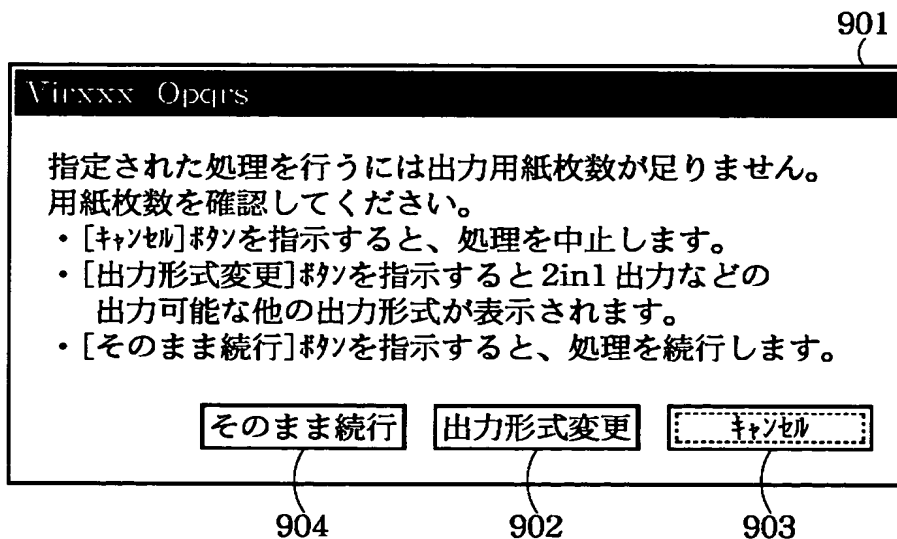 901
Virxxx Opqrs
指定された処理を行うには出力用紙枚数が足りません。
用紙枚数を確認してください。
・[ｷｬﾝｾﾙ]ﾎﾞﾀﾝを指示すると、処理を中止します。
・[出力形式変更]ﾎﾞﾀﾝを指示すると2in1出力などの
出力可能な他の出力形式が表示されます。
・[そのまま続行]ﾎﾞﾀﾝを指示すると、処理を続行します。
そのまま続行 出力形式変更 ｷｬﾝｾﾙ
904 902 903